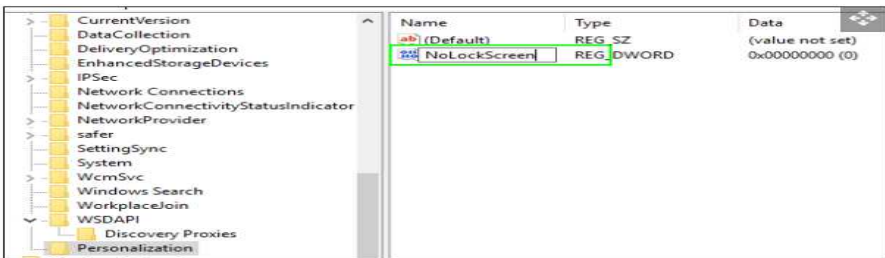 CurrentVersion
DataCollection
DeliveryOptimization
EnhancedStorageDevices
IPSec
Network Connections
NetworkConnectivityStatusIndicator
NetworkProvider
safer
SettingSync
System
WcmSvc
Windows Search
WorkplaceJoin
WSDAPI
Discovery Proxies
Personalization
Name Type Data
ab (Default) REG_SZ (value not set)
NoLockScreen REG_DWORD 0x00000000 (0)